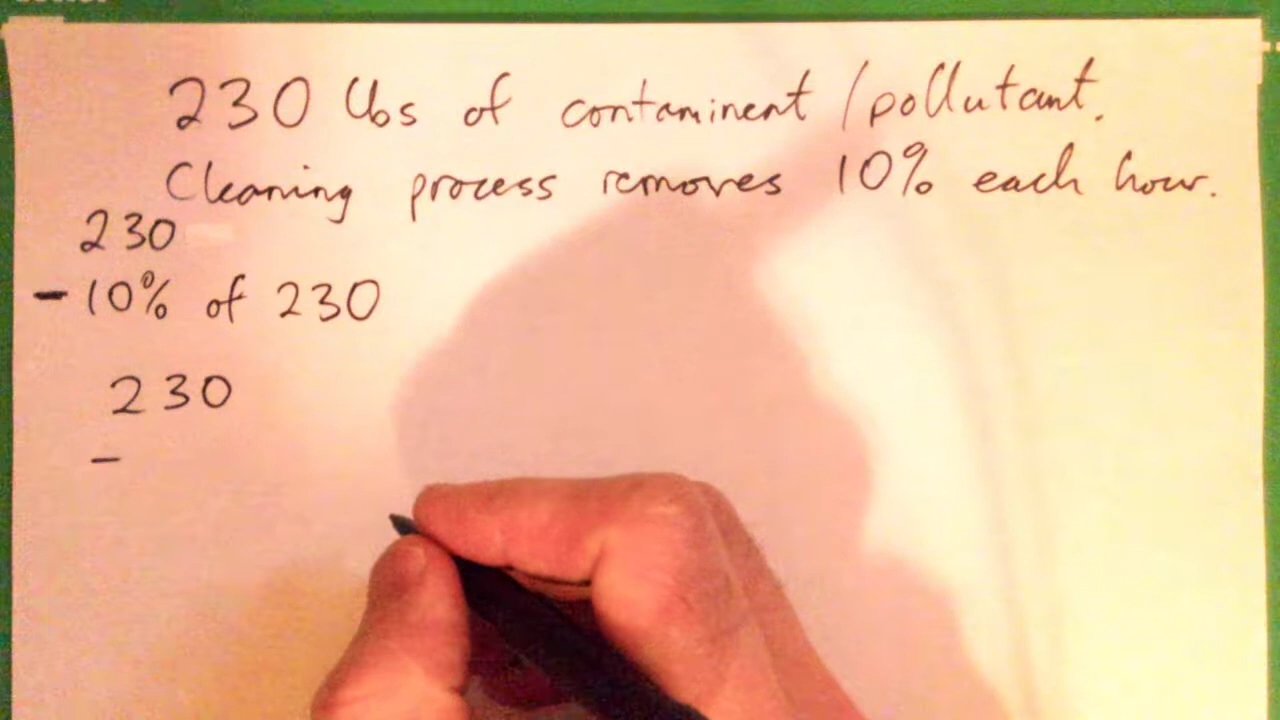 230 lbs of contaminent / pollutant.
Cleaning process removes 10% each hour.
230
- 10% of 230
230
-